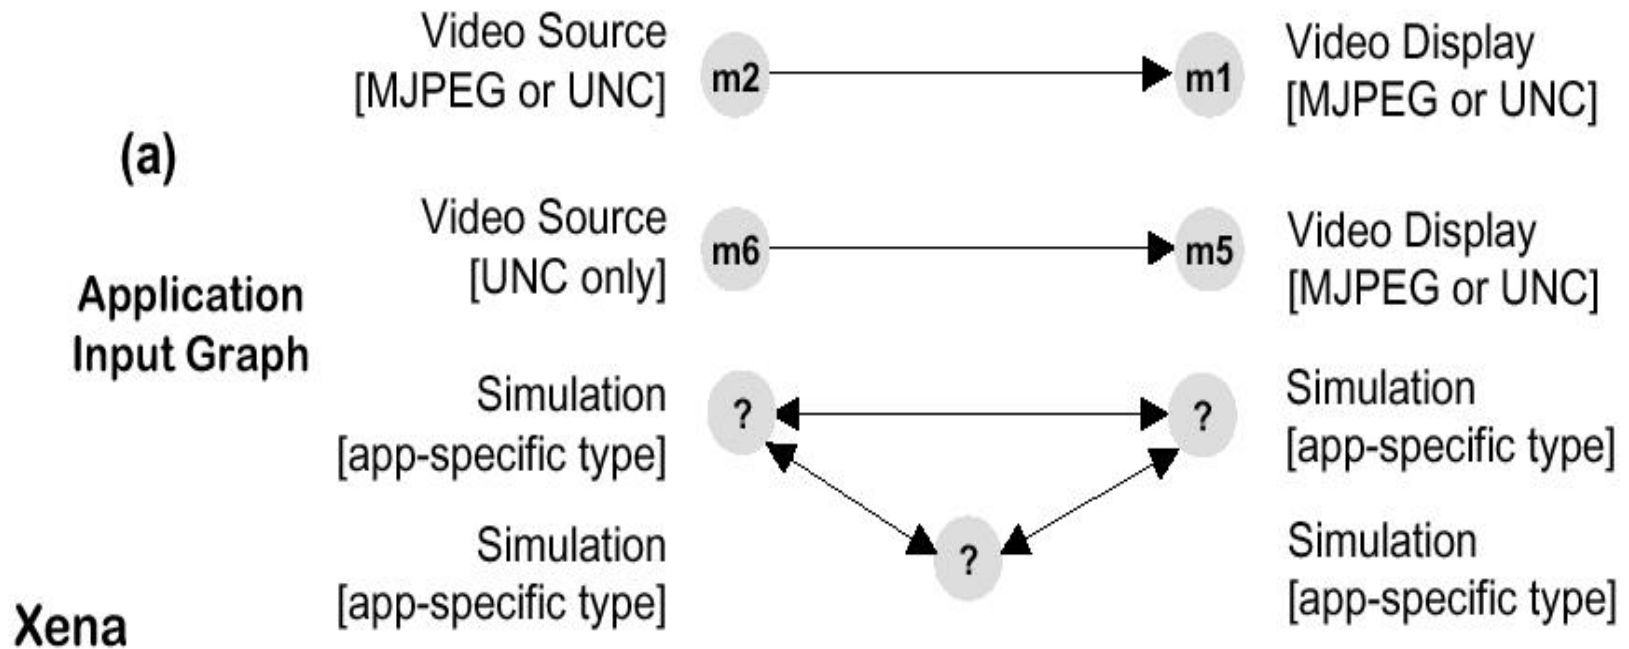 Video Source
[MJPEG or UNC]
m2
m1
Video Display
[MJPEG or UNC]
(a)
Application
Input Graph
Video Source
[UNC only]
m6
m5
Video Display
[MJPEG or UNC]
Simulation
[app-specific type]
?
?
Simulation
[app-specific type]
Simulation
[app-specific type]
?
Simulation
[app-specific type]
Xena